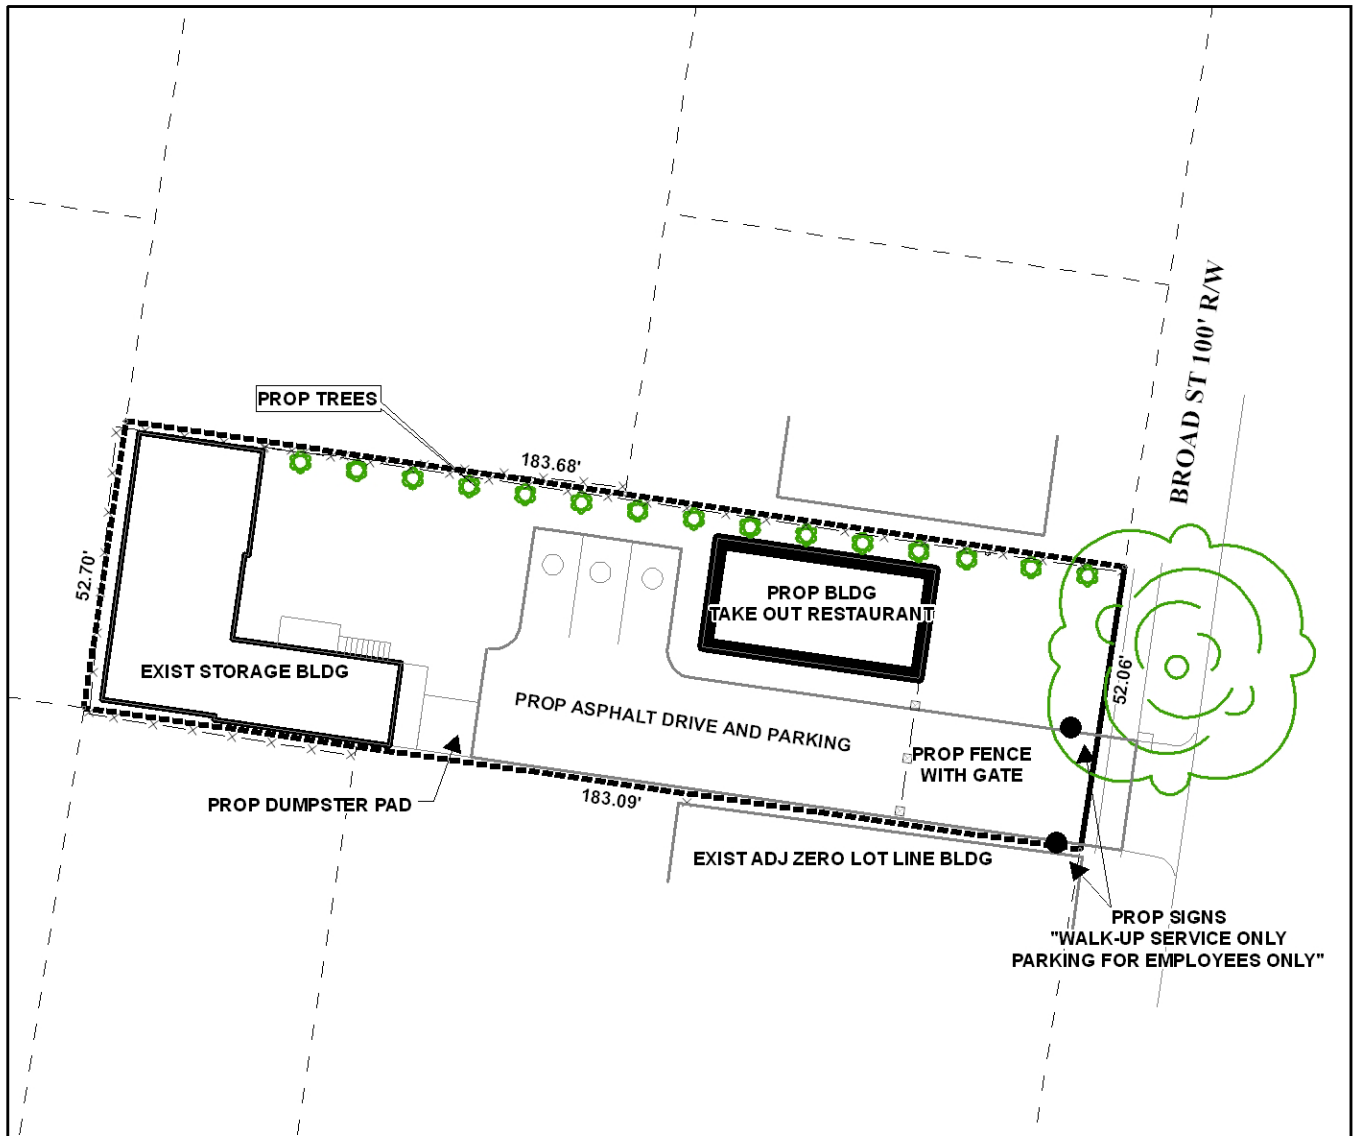 BROAD ST 100' R/W
PROP TREES
183.68'
52.70'
PROP BLDG
TAKE OUT RESTAURANT
EXIST STORAGE BLDG
52.06'
PROP ASPHALT DRIVE AND PARKING
PROP FENCE
WITH GATE
PROP DUMPSTER PAD
183.09'
EXIST ADJ ZERO LOT LINE BLDG
PROP SIGNS
"WALK-UP SERVICE ONLY
PARKING FOR EMPLOYEES ONLY"